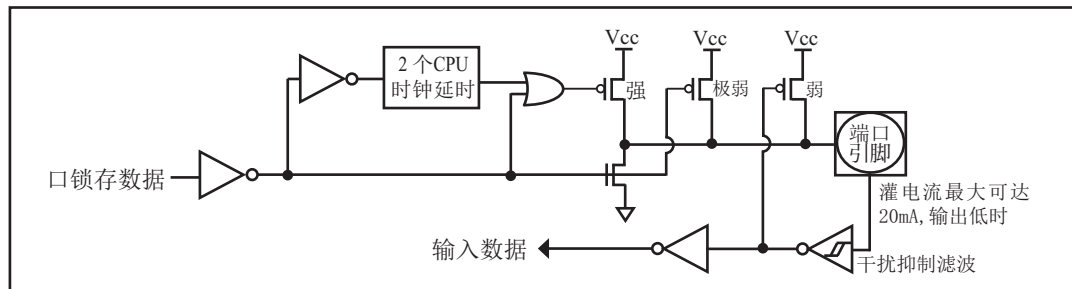 2 个CPU
时钟延时
Vcc
Vcc
Vcc
强
极弱
弱
端口
引脚
口锁存数据
灌电流最大可达
20mA,输出低时
输入数据
干扰抑制滤波